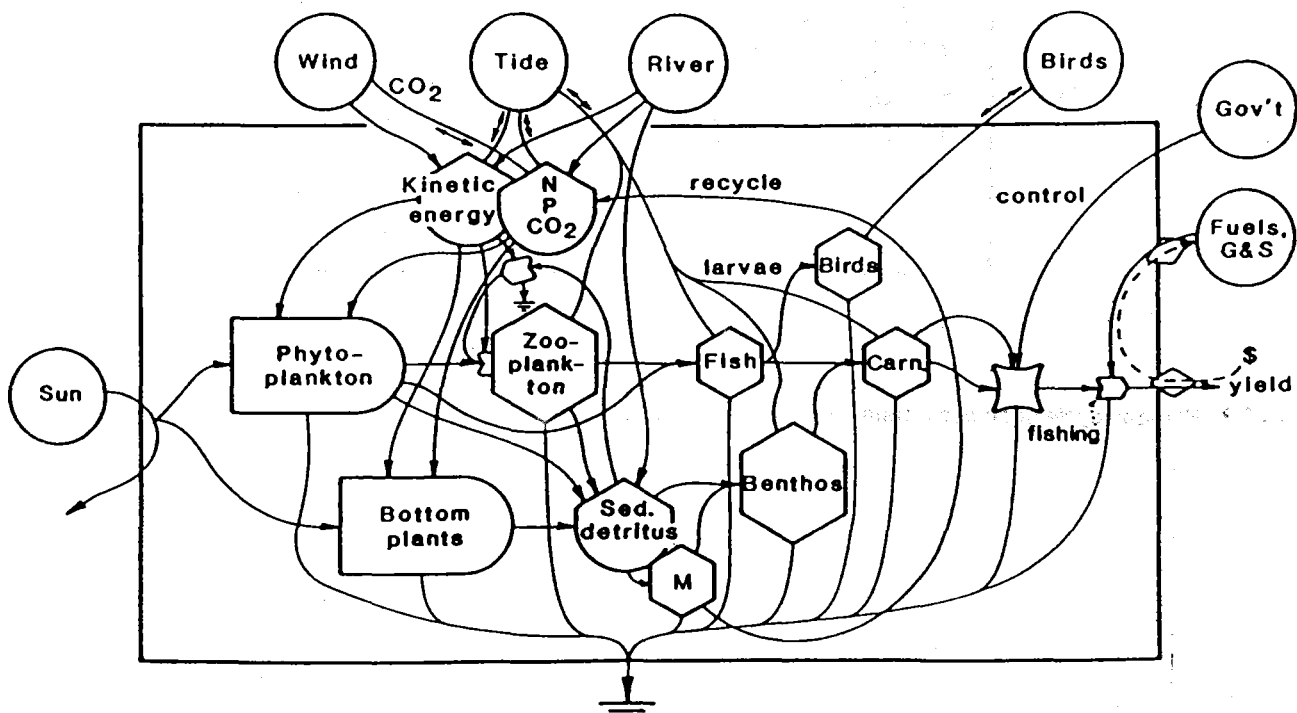 Wind
Tide
River
Birds
Gov't
CO2
Kinetic
energy
N
P
CO2
recycle
control
Fuels,
G&S
larvae
Birds
Phyto-
plankton
Zoo-
plank-
ton
Fish
Carn.
$
yield
Sun
fishing
Bottom
plants
Sed.
detritus
Benthos
M